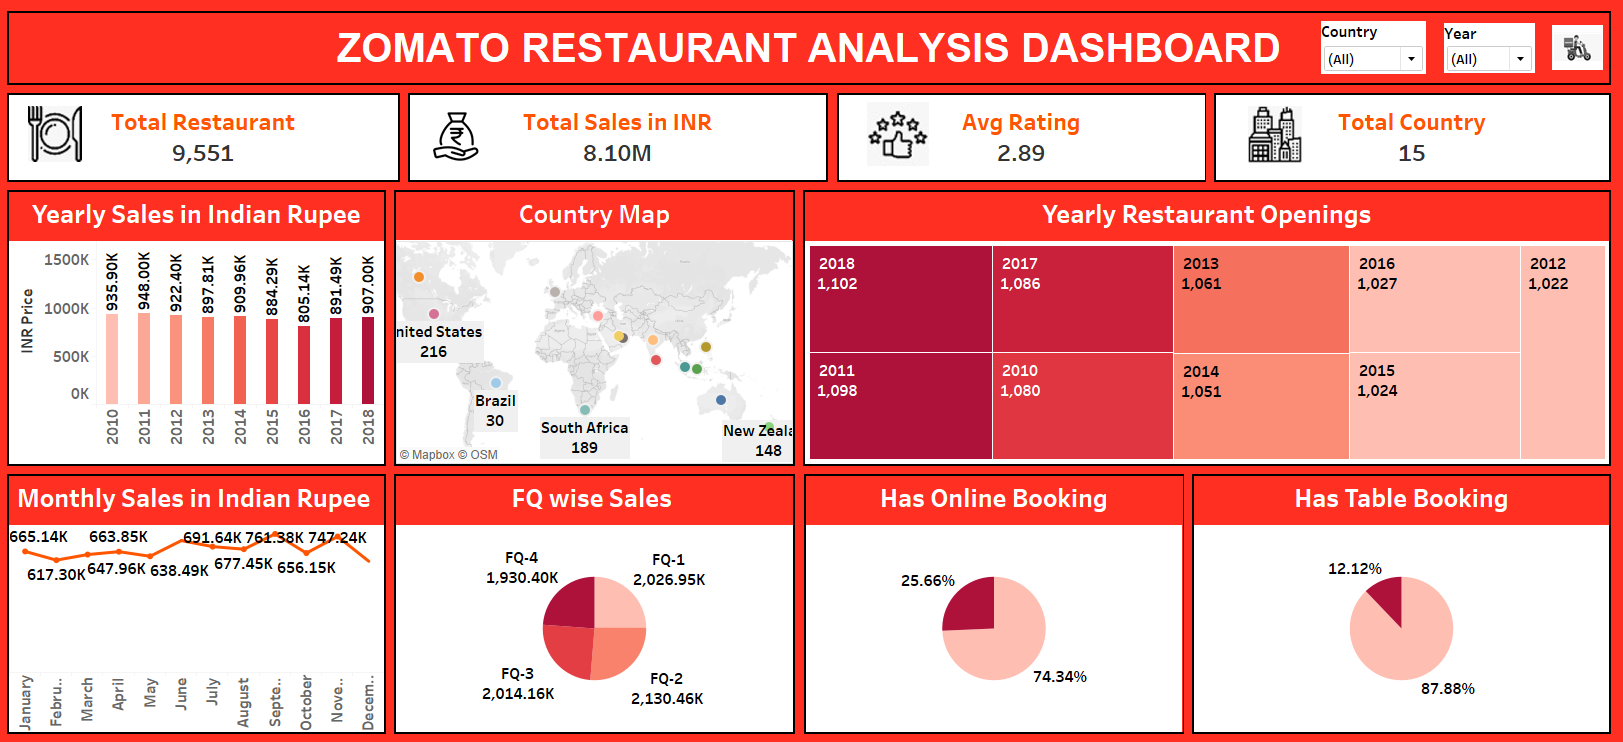 ZOMATO RESTAURANT ANALYSIS DASHBOARD
Country
(All)
Year
(All)
Total Restaurant
9,551
Total Sales in INR
8.10M
Avg Rating
2.89
Total Country
15
Yearly Sales in Indian Rupee
INR Price
1500K
1000K
500K
0K
935.90K
948.00K
922.40K
897.81K
909.96K
884.29K
805.14K
891.49K
907.00K
2010
2011
2012
2013
2014
2015
2016
2017
2018
Country Map
nited States
216
Brazil
30
South Africa
189
New Zeala
148
© Mapbox © OSM
Yearly Restaurant Openings
2018
1,102
2017
1,086
2013
1,061
2016
1,027
2012
1,022
2011
1,098
2010
1,080
2014
1,051
2015
1,024
Monthly Sales in Indian Rupee
665.14K
617.30K
647.96K
663.85K
638.49K
691.64K
677.45K
761.38K
656.15K
747.24K
January
Febru..
March
April
May
June
July
August
Septe..
October
Nove..
Decem..
FQ wise Sales
FQ-4
1,930.40K
FQ-1
2,026.95K
FQ-3
2,014.16K
FQ-2
2,130.46K
Has Online Booking
25.66%
74.34%
Has Table Booking
12.12%
87.88%